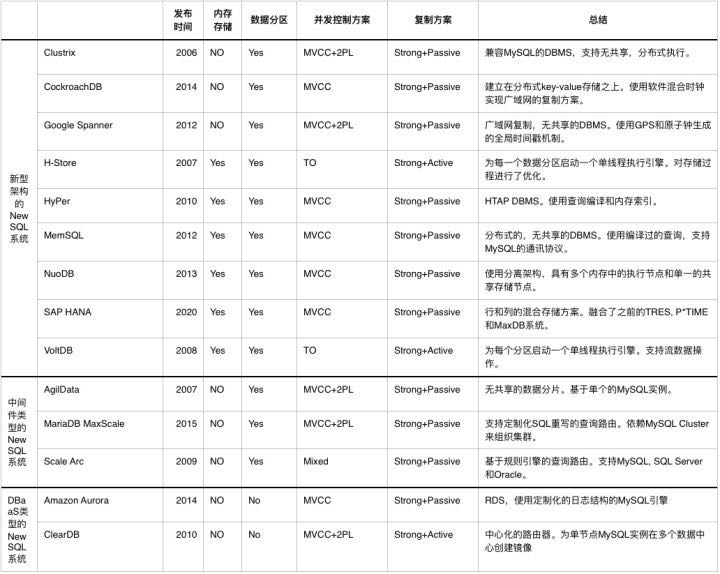 发布时间 内存存储 数据分区 并发控制方案 复制方案 总结
新型架构的New SQL系统
Clustrix 2006 NO Yes MVCC+2PL Strong+Passive 兼容MySQL的DBMS，支持无共享，分布式执行。
CockroachDB 2014 NO Yes MVCC Strong+Passive 建立在分布式key-value存储之上。使用软件混合时钟
实现广域网的复制方案。
Google Spanner 2012 NO Yes MVCC+2PL Strong+Passive 广域网复制，无共享的DBMS。使用GPS和原子钟生成
的全局时间戳机制。
H-Store 2007 Yes Yes TO Strong+Active 为每一个数据分区启动一个单线程执行引擎。对存储过
程进行了优化。
HyPer 2010 Yes Yes MVCC Strong+Passive HTAP DBMS。使用查询编译和内存索引。
MemSQL 2012 Yes Yes MVCC Strong+Passive 分布式的，无共享的DBMS。使用编译过的查询，支持
MySQL的通讯协议。
NuoDB 2013 Yes Yes MVCC Strong+Passive 使用分离架构，具有多个内存中的执行节点和单一的共
享存储节点。
SAP HANA 2020 Yes Yes MVCC Strong+Passive 行和列的混合存储方案。融合了之前的TRES, P*TIME
和MaxDB系统。
VoltDB 2008 Yes Yes TO Strong+Active 为每个分区启动一个单线程执行引擎。支持流数据操
作。
中间件类型的New SQL系统
AgilData 2007 NO Yes MVCC+2PL Strong+Passive 无共享的数据分片。基于单个的MySQL实例。
MariaDB MaxScale 2015 NO Yes MVCC+2PL Strong+Passive 支持定制化SQL重写的查询路由。依赖MySQL Cluster
来组织集群。
Scale Arc 2009 NO Yes Mixed Strong+Passive 基于规则引擎的查询路由。支持MySQL, SQL Server
和Oracle。
DBaaS类型的New SQL系统
Amazon Aurora 2014 NO No MVCC Strong+Passive RDS，使用定制化的日志结构的MySQL引擎
ClearDB 2010 NO No MVCC+2PL Strong+Active 中心化的路由器。为单节点MySQL实例在多个数据中
心创建镜像